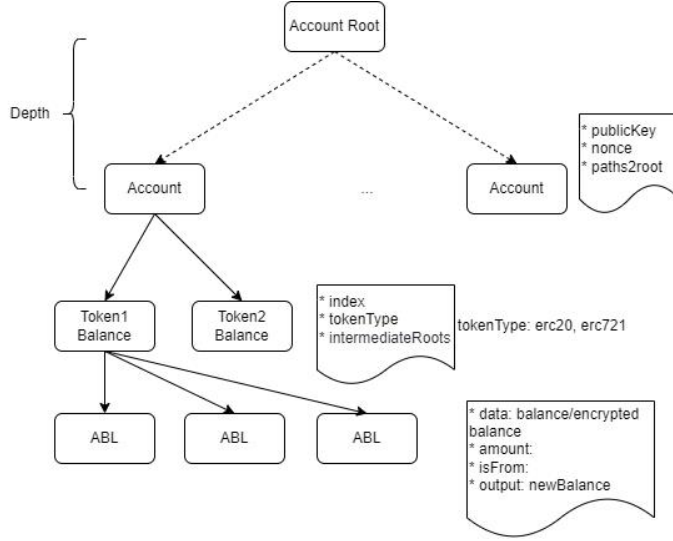 Account Root
Depth
* publicKey
* nonce
* paths2root
Account
...
Account
Token1
Balance
Token2
Balance
* index
* tokenType
* intermediateRoots
tokenType: erc20, erc721
ABL
ABL
ABL
* data: balance/encrypted
balance
* amount:
* isFrom:
* output: newBalance